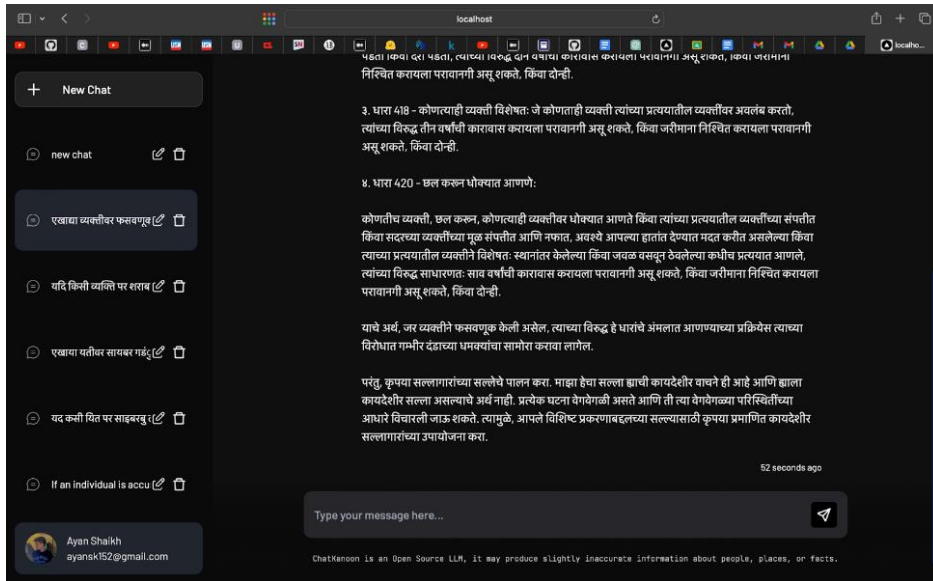 localhost
localho...
New Chat
new chat
एखाद्या व्यक्तीवर फसवणूक
यदि किसी व्यक्ति पर शराब
एखाया यतीवर सायबर गडं
यद कसी यित पर साइबरबु
If an individual is accu
Ayan Shaikh
ayansk152@gmail.com
निश्चित करायला परवानगी असू शकते, किंवा दोन्ही.
३. धारा 418 - कोणत्याही व्यक्ती विशेषतः जे कोणताही व्यक्ती त्यांच्या प्रत्ययातील व्यक्तींवर अवलंब करतो,
त्यांच्या विरुद्ध तीन वर्षांची कारावास करायला परावानगी असू शकते, किंवा जरीमाना निश्चित करायला परावानगी
असू शकते, किंवा दोन्ही.
४. धारा 420 - छल करून धोक्यात आणणे:
कोणतीच व्यक्ती, छल करून, कोणत्याही व्यक्तीवर धोक्यात आणते किंवा त्यांच्या प्रत्ययातील व्यक्तींच्या संपत्तीत
किंवा सदरच्या व्यक्तींच्या मूळ संपत्तीत आणि नफात, अवश्ये आपल्या हातांत देण्यात मदत करीत असलेल्या किंवा
त्याच्या प्रत्ययातील व्यक्तीने विशेषतः स्थानांतर केलेल्या किंवा जवळ वसवून ठेवलेल्या कधीच प्रत्ययात आणले,
त्यांच्या विरुद्ध साधारणतः साव वर्षांची कारावास करायला परावानगी असू शकते, किंवा जरीमाना निश्चित करायला
परावानगी असू शकते, किंवा दोन्ही.
याचे अर्थ, जर व्यक्तीने फसवणूक केली असेल, त्याच्या विरुद्ध हे धारांचे अंमलात आणण्याच्या प्रक्रियेस त्याच्या
विरोधात गम्भीर दंडाच्या धमक्यांचा सामोरा करावा लागेल.
परंतु, कृपया सल्लागारांच्या सल्लेचे पालन करा. माझा हेचा सल्ला ह्याची कायदेशीर वाचने ही आहे आणि ह्याला
कायदेशीर सल्ला असल्याचे अर्थ नाही. प्रत्येक घटना वेगवेगळी असते आणि ती त्या वेगवेगळ्या परिस्थितींच्या
आधारे विचारली जाऊ शकते. त्यामुळे, आपले विशिष्ट प्रकरणाबद्दलच्या सल्ल्यासाठी कृपया प्रमाणित कायदेशीर
सल्लागारांच्या उपायोजना करा.
52 seconds ago
Type your message here...
ChatKanoon is an Open Source LLM, it may produce slightly inaccurate information about people, places, or facts.